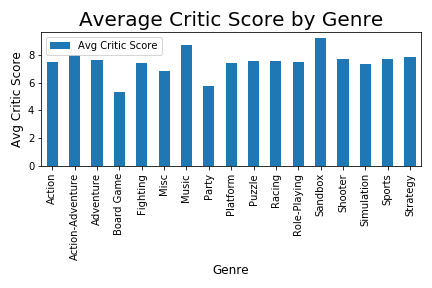 Average Critic Score by Genre
Avg Critic Score
Avg Critic Score
8
6
4
2
0
Action
Action-Adventure
Adventure
Board Game
Fighting
Misc
Music
Party
Platform
Puzzle
Racing
Role-Playing
Sandbox
Shooter
Simulation
Sports
Strategy
Genre